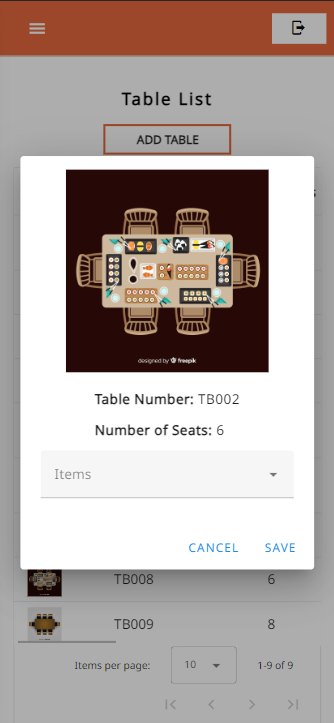 Table List
ADD TABLE
s
designed by freepik
Table Number: TB002
Number of Seats: 6
Items
CANCEL
SAVE
TB008 6
TB009 8
Items per page: 10 1-9 of 9